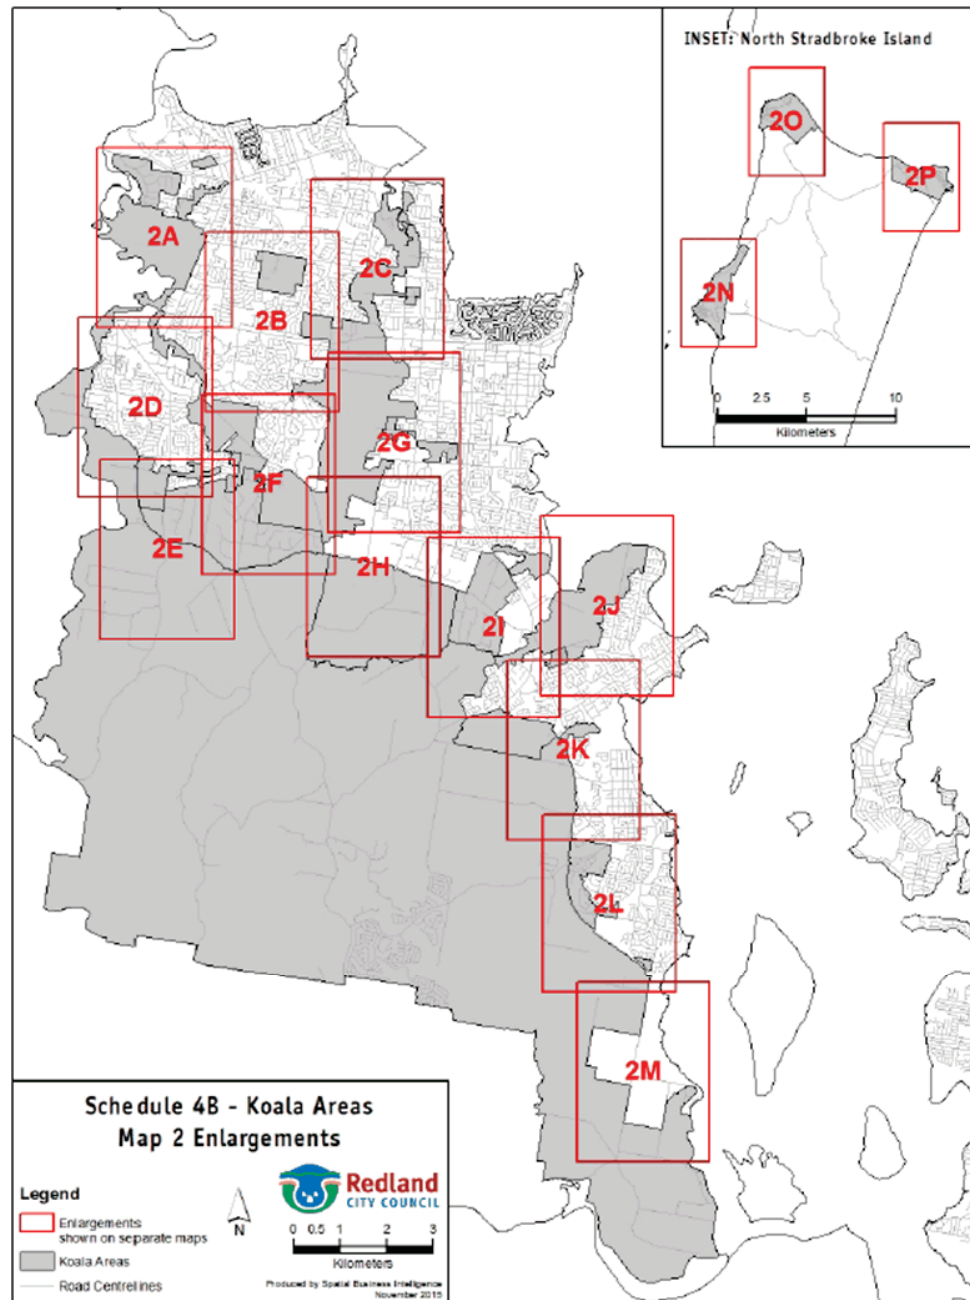 INSET: North Stradbroke Island
2O
2P
2N
0 2.5 5 10
Kilometers
2A
2C
2B
2D
2G
2F
2E
2H
2I
2J
2K
2L
2M
Schedule 4B - Koala Areas
Map 2 Enlargements
Legend
Enlargements
shown on separate maps
Koala Areas
Road Centrelines
N
Redland
CITY COUNCIL
0 0.5 1 2 3
Kilometers
Produced by Spatial Business Intelligence
November 2015